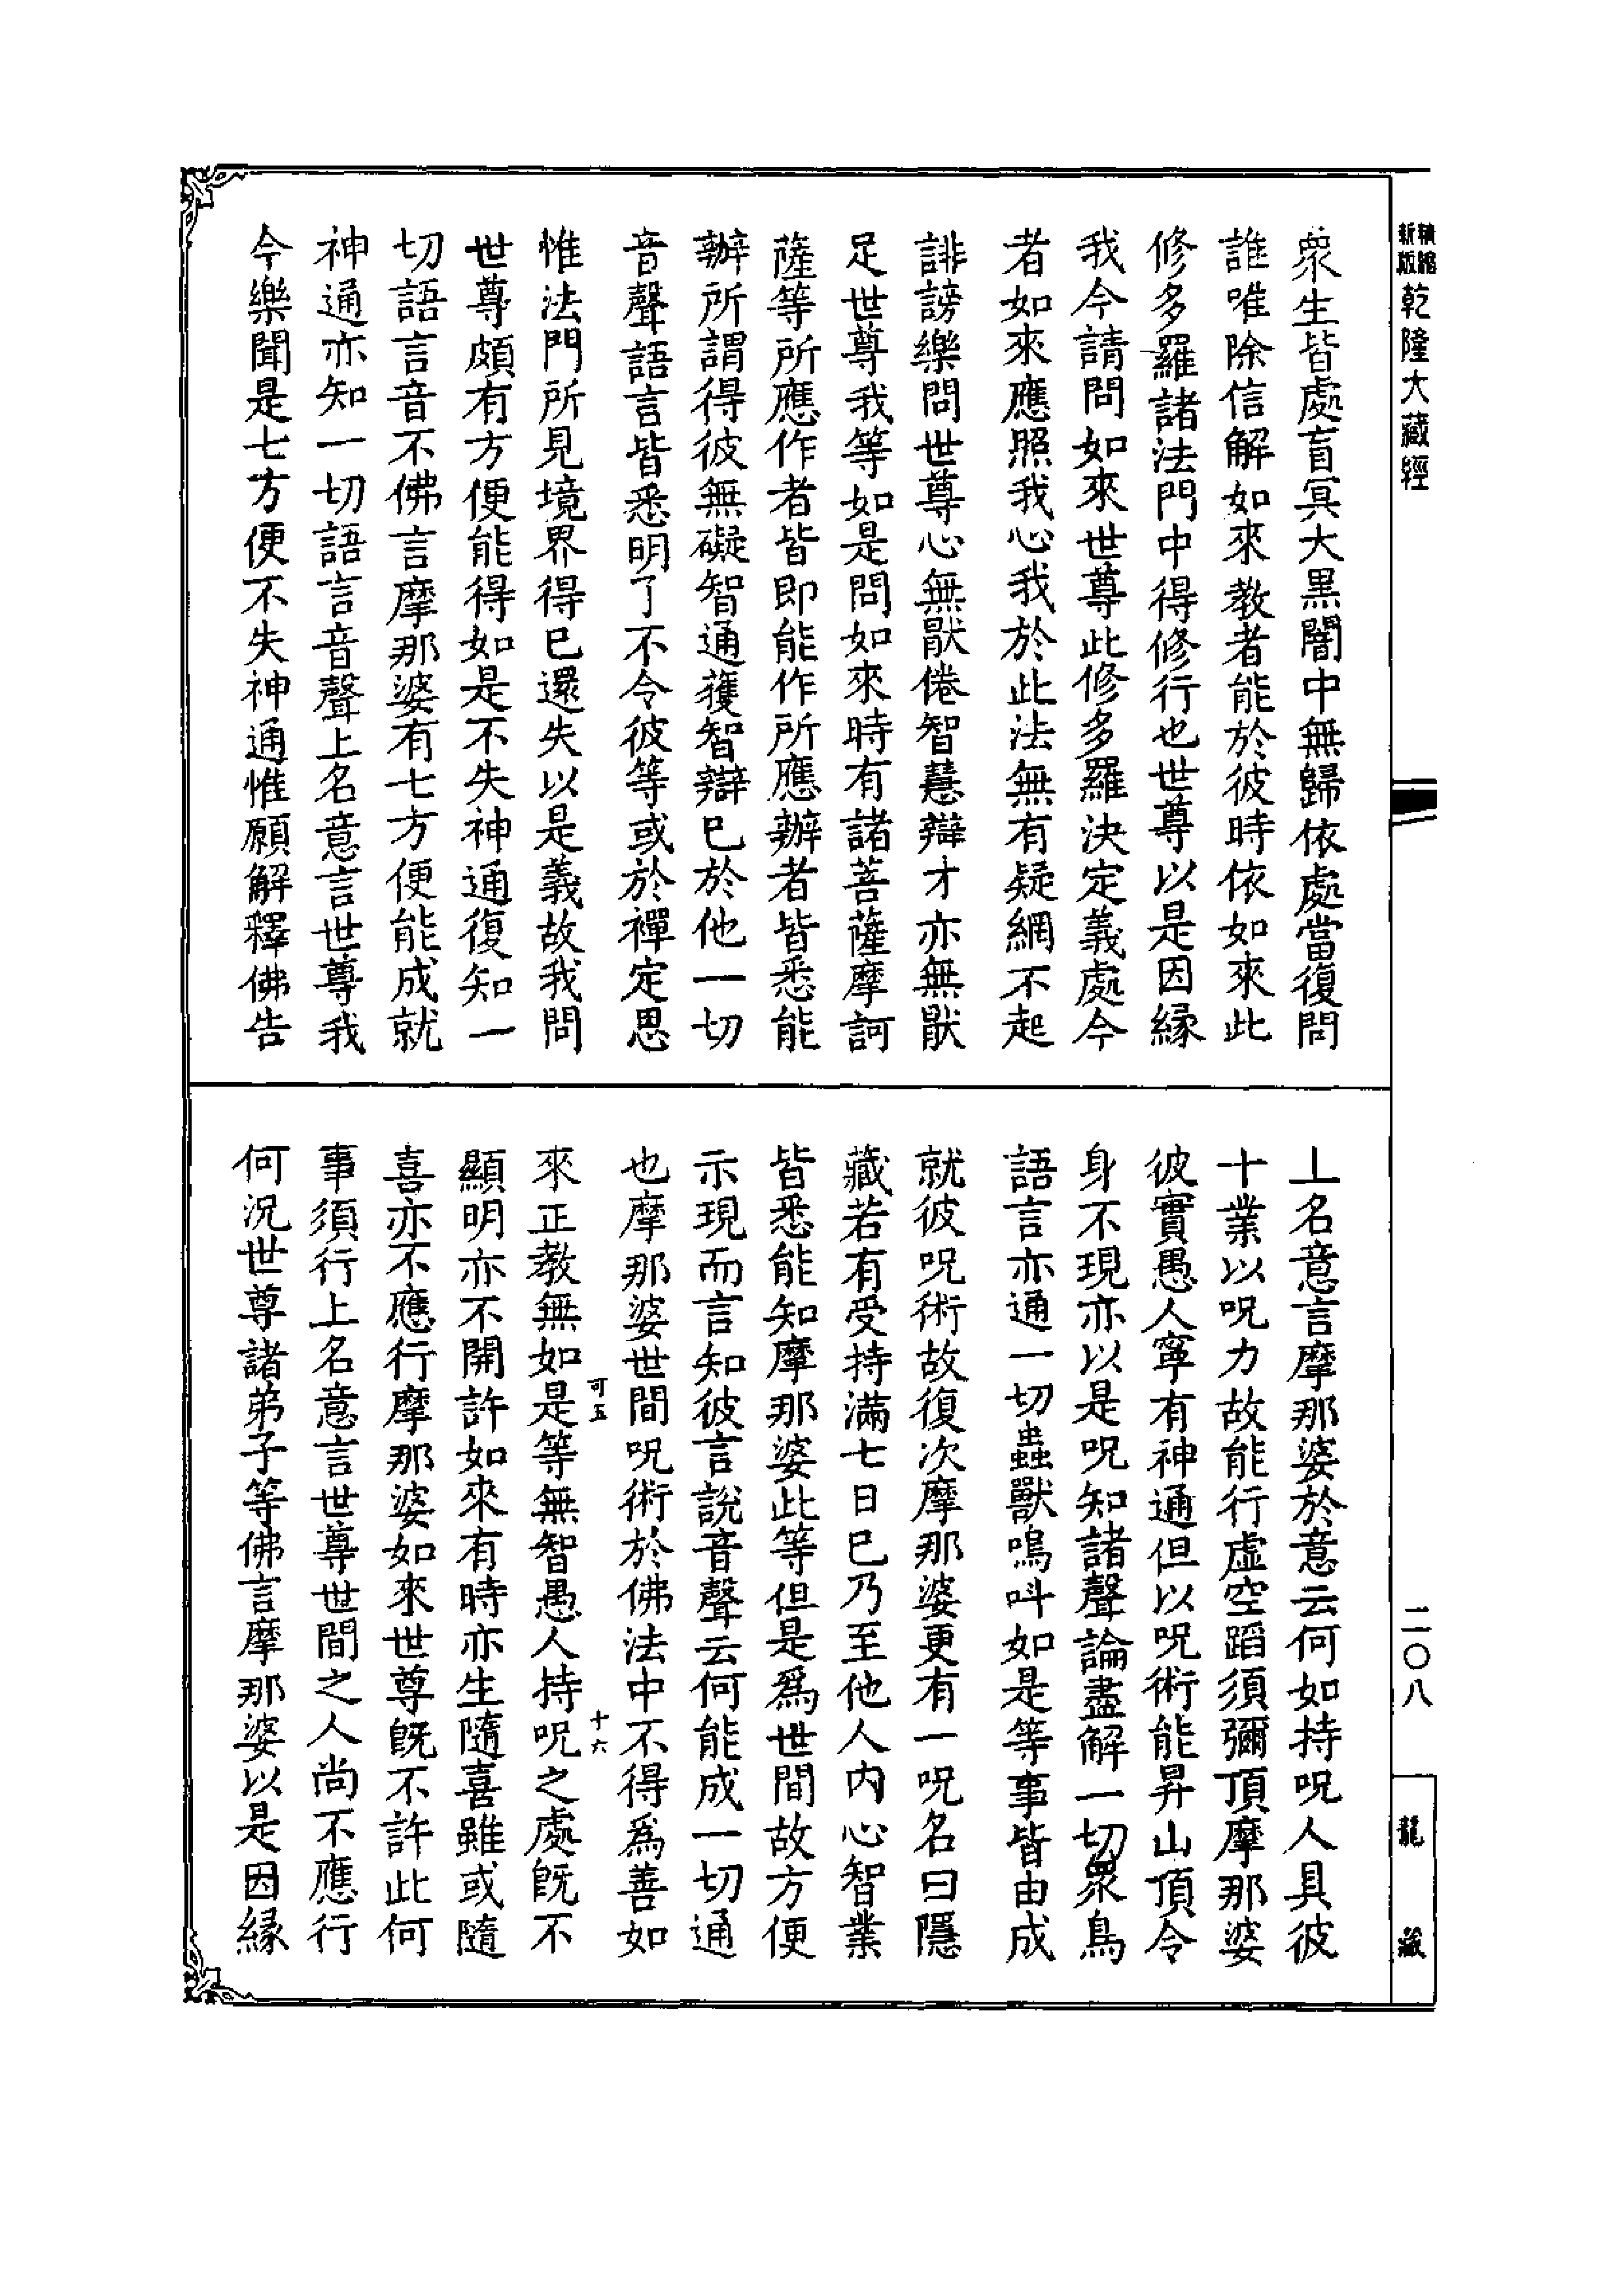 精縮新版乾隆大藏經
衆生皆處盲冥大黑闇中無歸依處當復問
誰唯除信解如來教者能於彼時依如來此
修多羅諸法門中得修行也世尊以是因緣
我今請問如來世尊此修多羅決定義處今
者如來應照我心我於此法無有疑網不起
誹謗樂問世尊心無猒倦智慧辯才亦無猒
足世尊我等如是問如來時有諸菩薩摩訶
薩等所應作者皆即能作所應辦者皆悉能
辦所謂得彼無礙智通蒦智辯已於他一切
音聲語言皆悉明了不令彼等或於禪定思
惟法門所見境界得已還失以是義故我問
世尊頗有方便能得如是不失神通復知一
切語言音不佛言摩那婆有七方便能成就
神通亦知一切語言音聲上名意言世尊我
今樂聞是七方便不失神通惟願解釋佛告
上名意言摩那婆於意云何如持呪人具彼
十業以呪力故能行虛空蹈須彌頂摩那婆
彼實愚人寧有神通但以呪術能昇山頂令
身不現亦以是呪知諸聲論盡解一切衆鳥
語言亦通一切蟲獸鳴呌如是等事皆由成
就彼呪術故復次摩那婆更有一呪名曰隱
藏若有受持滿七日已乃至他人內心智業
皆悉能知摩那婆此等但是爲世間故方便
示現而言知彼言說音聲云何能成一切通
也摩那婆世間呪術於佛法中不得爲善如
可五 十六
來正教無如是等無智愚人持呪之處既不
顯明亦不開許如來有時亦生隨喜雖或隨
喜亦不應行摩那婆如來世尊既不許此何
事須行上名意言世尊世間之人尚不應行
何況世尊諸弟子等佛言摩那婆以是因緣
二〇八
龍藏